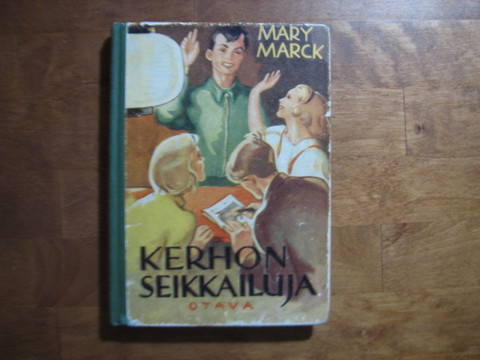 MARY
MARCK
KERHON
SEIKKAILUJA
OTAVA